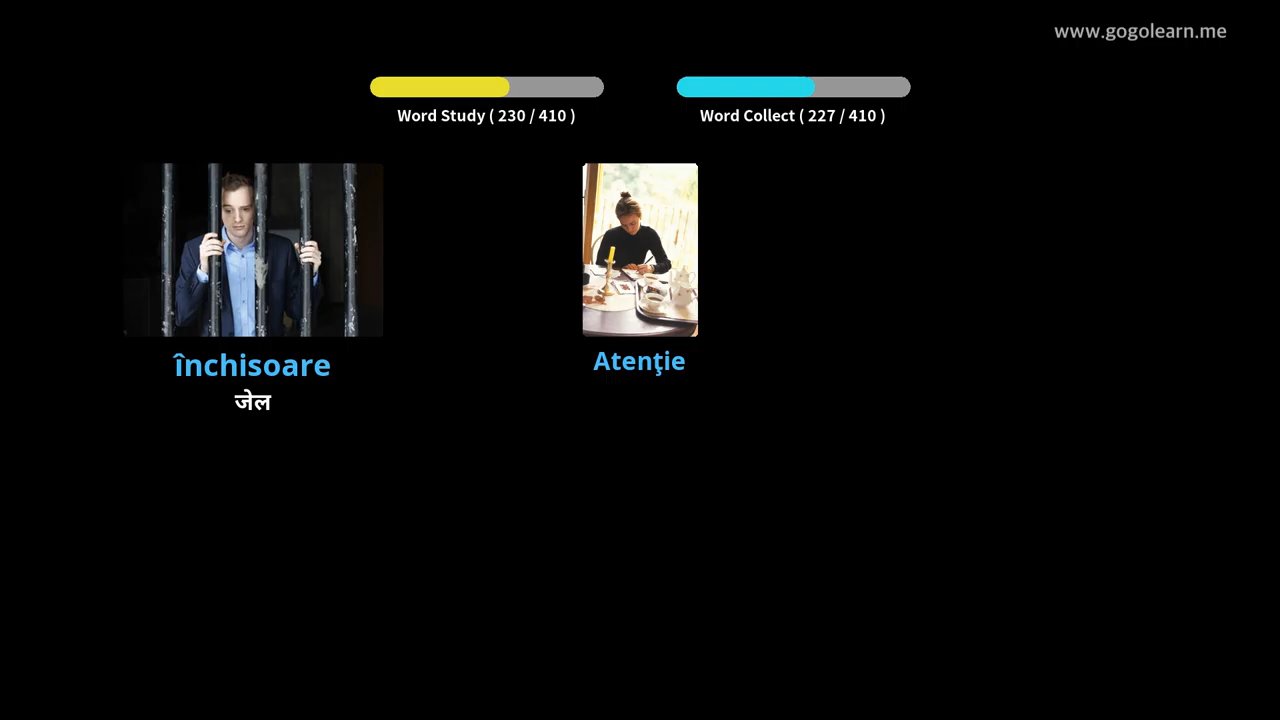 www.gogolearn.me
Word Study ( 230 / 410 )
Word Collect ( 227 / 410 )
închisoare
जेल
Atenţie